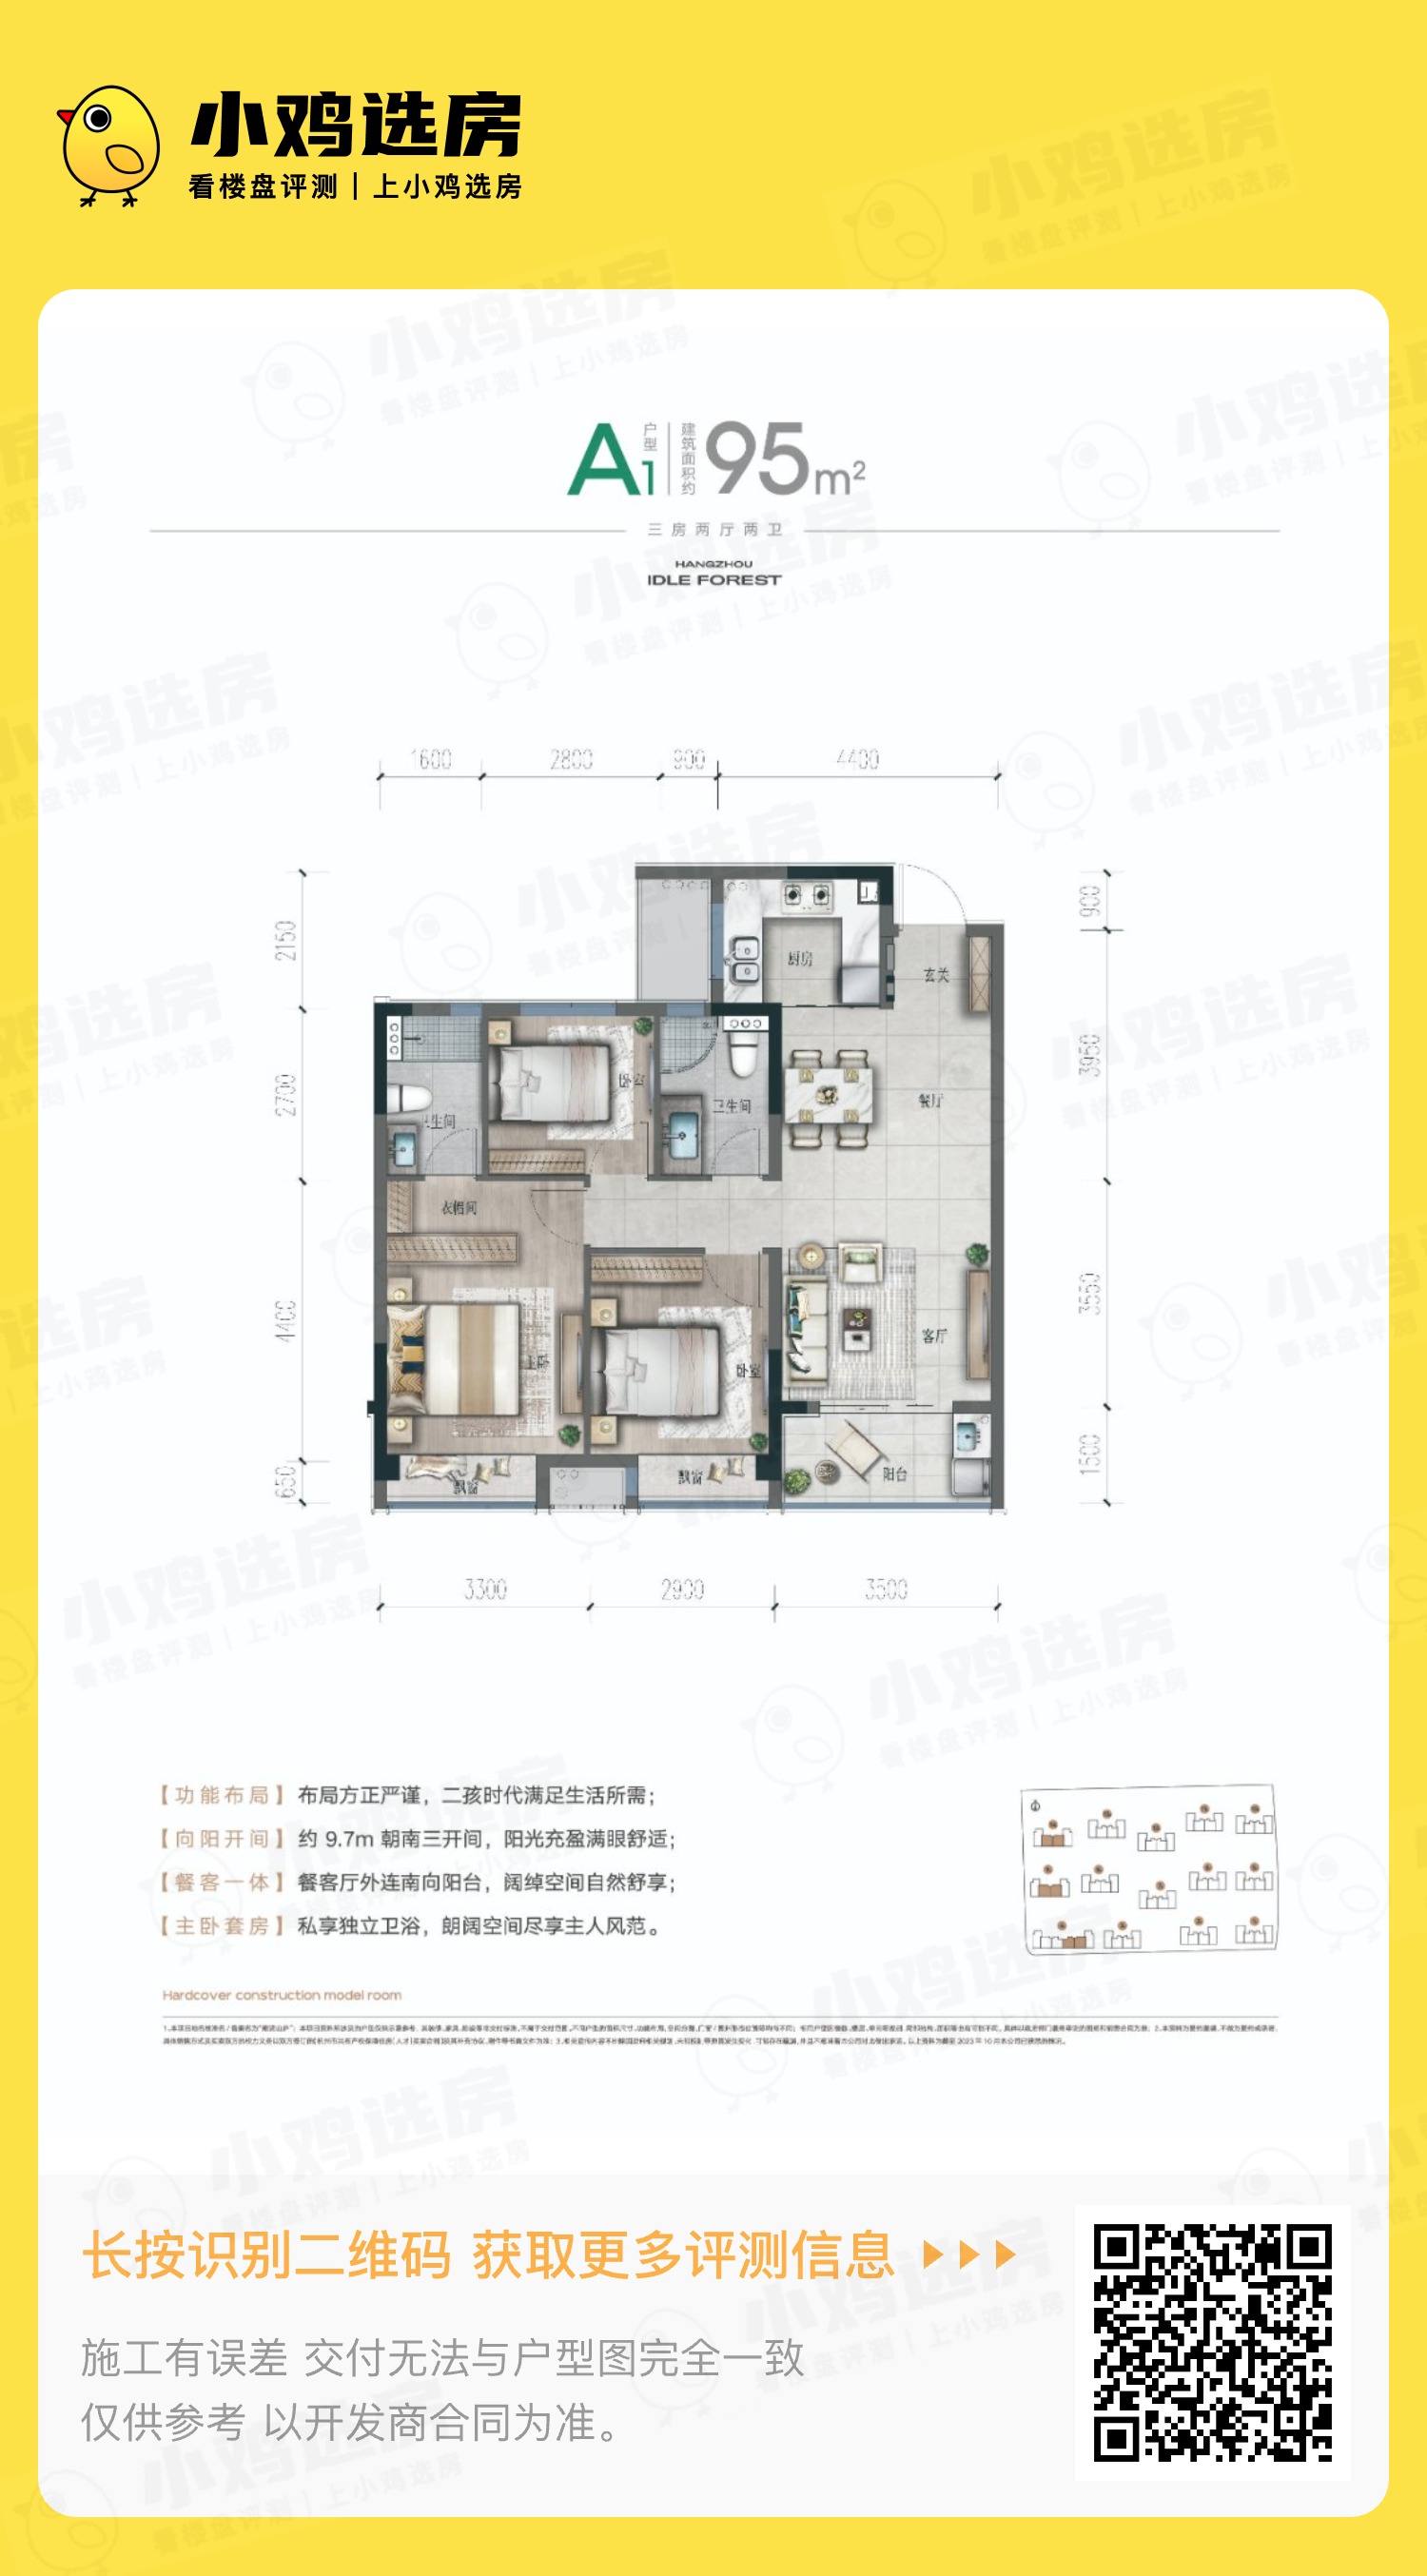 小鸡选房
看楼盘评测 | 上小鸡选房
A1 户型 建筑面积约 95m²
三房两厅两卫
HANGZHOU
IDLE FOREST
1600 2800 900 4400
2150
2700
4400
650
900
3950
3550
1500
厨房
玄关
餐厅
卧室
卫生间
卫生间
衣帽间
客厅
卧室
阳台
飘窗
飘窗
3300 2900 3500
【功能布局】布局方正严谨，二孩时代满足生活所需；
【向阳开间】约 9.7m 朝南三开间，阳光充盈满眼舒适；
【餐客一体】餐客厅外连南向阳台，阔绰空间自然舒享；
【主卧套房】私享独立卫浴，朗阔空间尽享主人风范。
Hardcover construction model room
长按识别二维码 获取更多评测信息
施工有误差 交付无法与户型图完全一致
仅供参考 以开发商合同为准。